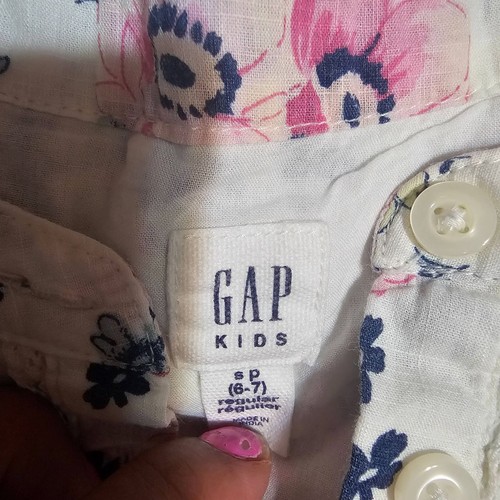 GAP
KIDS
s p
(6-7)
regular
régulier
MADE IN
INDIA